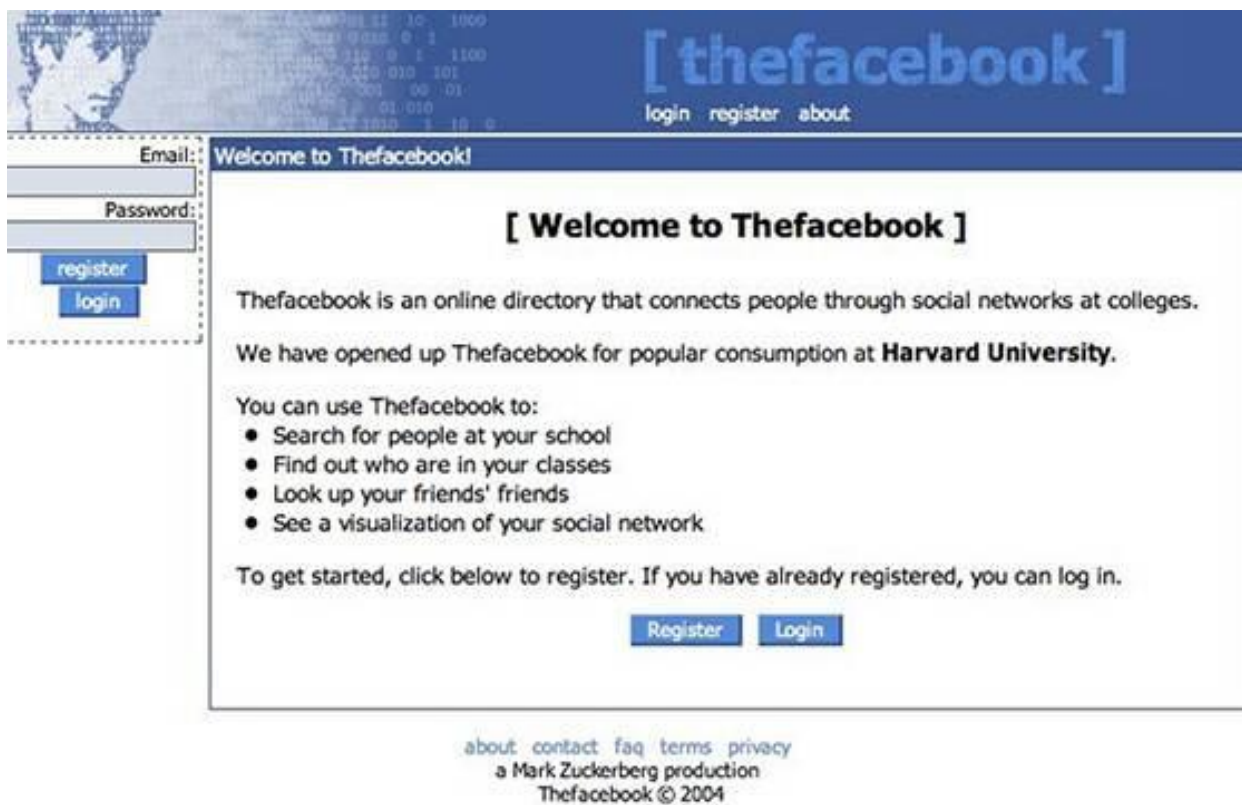 [ thefacebook ]
login register about
Email:
Password:
register
login
Welcome to Thefacebook!
[ Welcome to Thefacebook ]
Thefacebook is an online directory that connects people through social networks at colleges.
We have opened up Thefacebook for popular consumption at Harvard University.
You can use Thefacebook to:
● Search for people at your school
● Find out who are in your classes
● Look up your friends' friends
● See a visualization of your social network
To get started, click below to register. If you have already registered, you can log in.
Register Login
about contact faq terms privacy
a Mark Zuckerberg production
Thefacebook © 2004